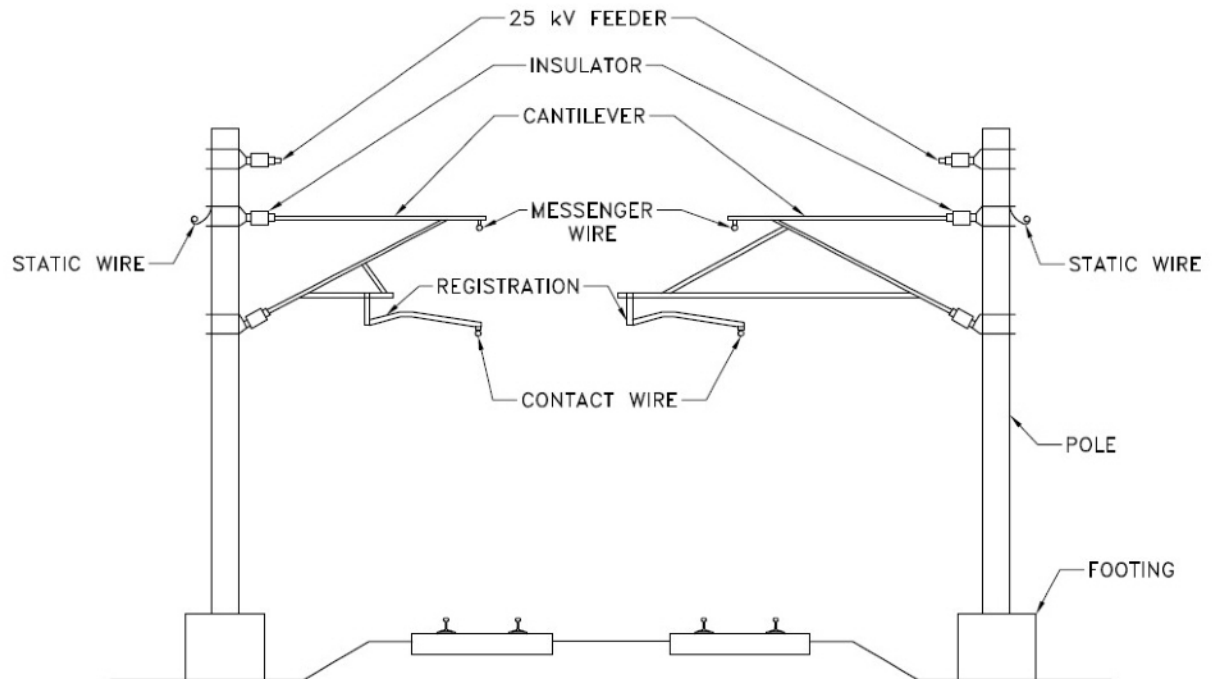 25 kV FEEDER
INSULATOR
CANTILEVER
MESSENGER
WIRE
STATIC WIRE
STATIC WIRE
REGISTRATION
CONTACT WIRE
POLE
FOOTING